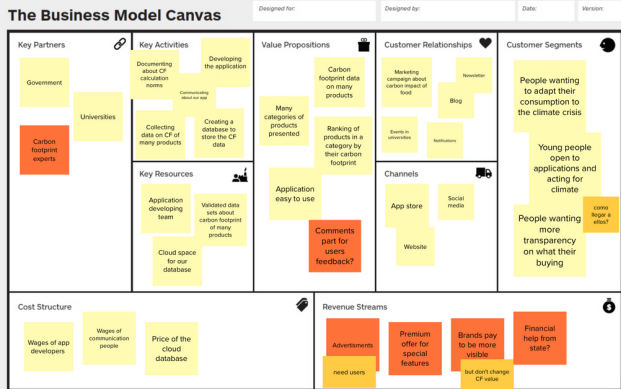 The Business Model Canvas
Designed for:
Designed by:
Date:
Version:
Key Partners
Government
Universities
Carbon
footprint
experts
Key Activities
Documenting
about CF
calculation
norms
Developing
the application
Communicating
about our app
Collecting
data on CF of
many products
Creating a
database to
store the CF
data
Key Resources
Application
developing
team
Validated data
sets about
carbon footprint
of many
products
Cloud space
for our
database
Value Propositions
Carbon
footprint data
on many
products
Many
categories of
products
presented
Ranking of
products in a
category by
their carbon
footprint
Application
easy to use
Comments
part for
users
feedback?
Customer Relationships
Marketing
campaign about
carbon impact of
food
Newsletter
Blog
Events in
universities
Notifications
Channels
App store
Social
media
Website
Customer Segments
People wanting
to adapt their
consumption to
the climate crisis
Young people
open to
applications and
acting for
climate
como
llegar a
ellos?
People wanting
more
transparency
on what their
buying
Cost Structure
Wages of app
developers
Wages of
communication
people
Price of the
cloud
database
Revenue Streams
Advertisments
need users
Premium
offer for
special
features
Brands pay
to be more
visible
but don't change
CF value
Financial
help from
state?